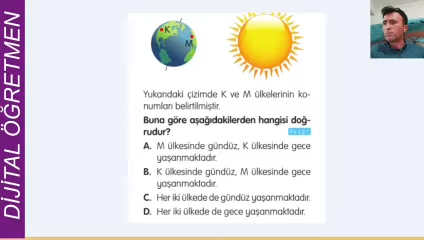 DİJİTAL ÖĞRETMEN
K
M
Yukarıdaki çizimde K ve M ülkelerinin ko-
numları belirtilmiştir.
Buna göre aşağıdakilerden hangisi doğ-
rudur?
A. M ülkesinde gündüz, K ülkesinde gece
yaşanmaktadır.
B. K ülkesinde gündüz, M ülkesinde gece
yaşanmaktadır.
C. Her iki ülkede de gündüz yaşanmaktadır.
D. Her iki ülkede de gece yaşanmaktadır.